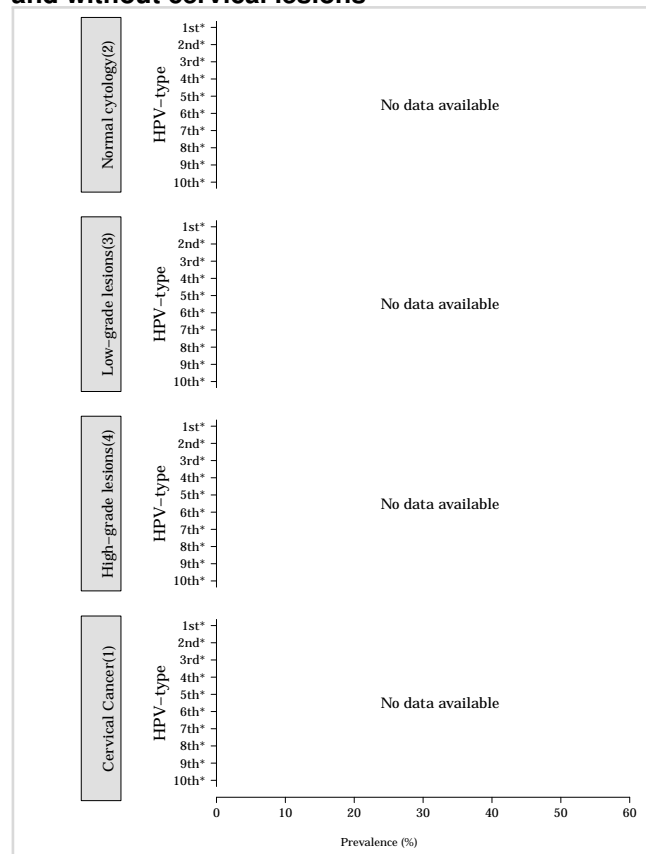 and without cervical lesions
Normal cytology(2)
HPV−type
1st*
2nd*
3rd*
4th*
5th*
6th*
7th*
8th*
9th*
10th*
No data available
Low−grade lesions(3)
HPV−type
1st*
2nd*
3rd*
4th*
5th*
6th*
7th*
8th*
9th*
10th*
No data available
High−grade lesions(4)
HPV−type
1st*
2nd*
3rd*
4th*
5th*
6th*
7th*
8th*
9th*
10th*
No data available
Cervical Cancer(1)
HPV−type
1st*
2nd*
3rd*
4th*
5th*
6th*
7th*
8th*
9th*
10th*
No data available
0 10 20 30 40 50 60
Prevalence (%)